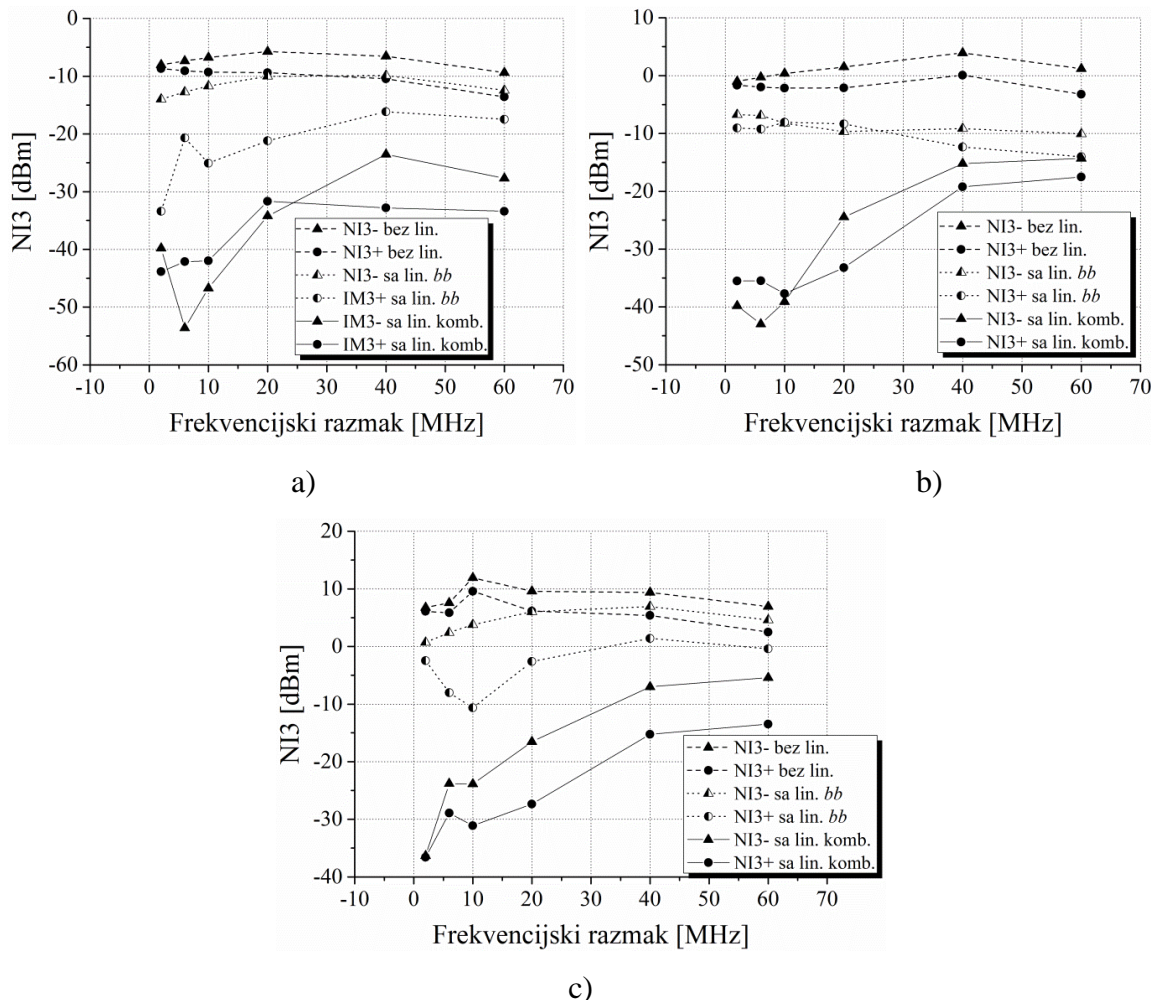 0
-10
-20
-30
-40
-50
-60
NI3 [dBm]
NI3- bez lin.
NI3+ bez lin.
NI3- sa lin. bb
IM3+ sa lin. bb
IM3- sa lin. komb.
IM3+ sa lin. komb.
-10 0 10 20 30 40 50 60 70
Frekvencijski razmak [MHz]
a)
10
0
-10
-20
-30
-40
-50
NI3 [dBm]
NI3- bez lin.
NI3+ bez lin.
NI3- sa lin. bb
NI3+ sa lin. bb
NI3- sa lin. komb.
NI3+ sa lin. komb.
-10 0 10 20 30 40 50 60 70
Frekvencijski razmak [MHz]
b)
20
10
0
-10
-20
-30
-40
NI3 [dBm]
NI3- bez lin.
NI3+ bez lin.
NI3- sa lin. bb
NI3+ sa lin. bb
NI3- sa lin. komb.
NI3+ sa lin. komb.
-10 0 10 20 30 40 50 60 70
Frekvencijski razmak [MHz]
c)